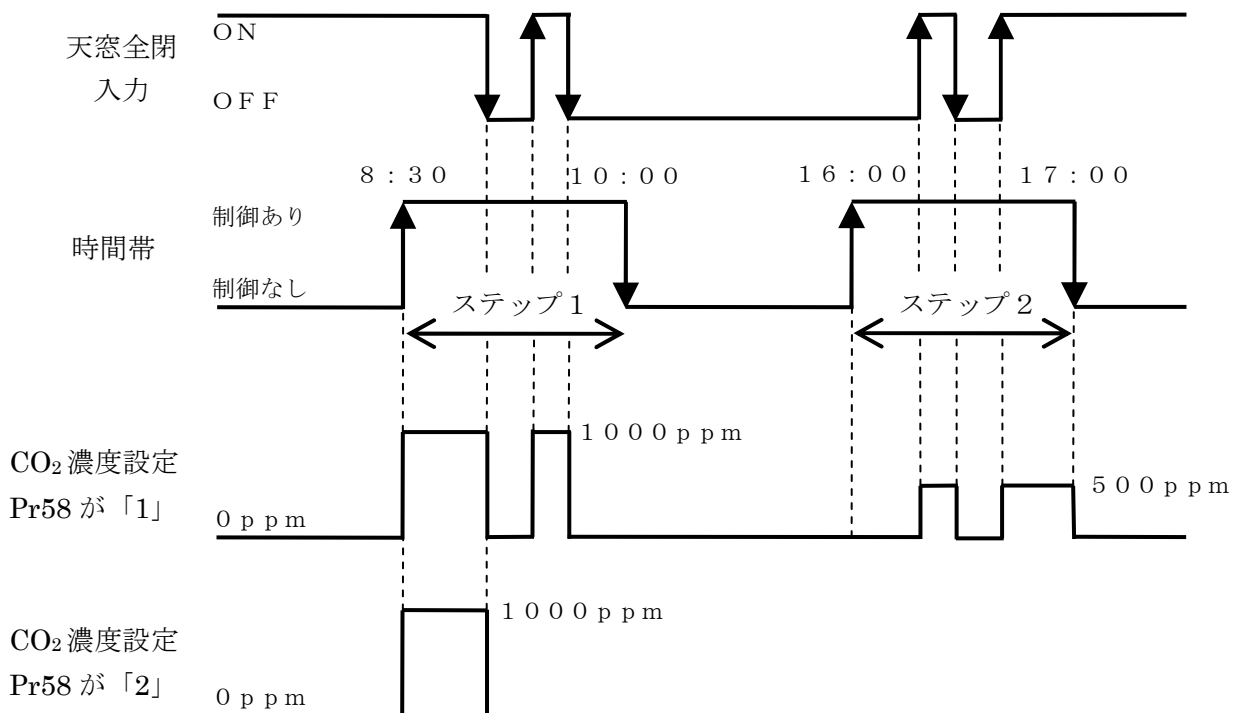 天窓全閉
入力
ＯＮ
ＯＦＦ
８：３０
１０：００
１６：００
１７：００
時間帯
制御あり
制御なし
ステップ１
ステップ２
CO₂濃度設定
Pr58が「1」
１０００ｐｐｍ
５００ｐｐｍ
０ｐｐｍ
CO₂濃度設定
Pr58が「2」
１０００ｐｐｍ
０ｐｐｍ